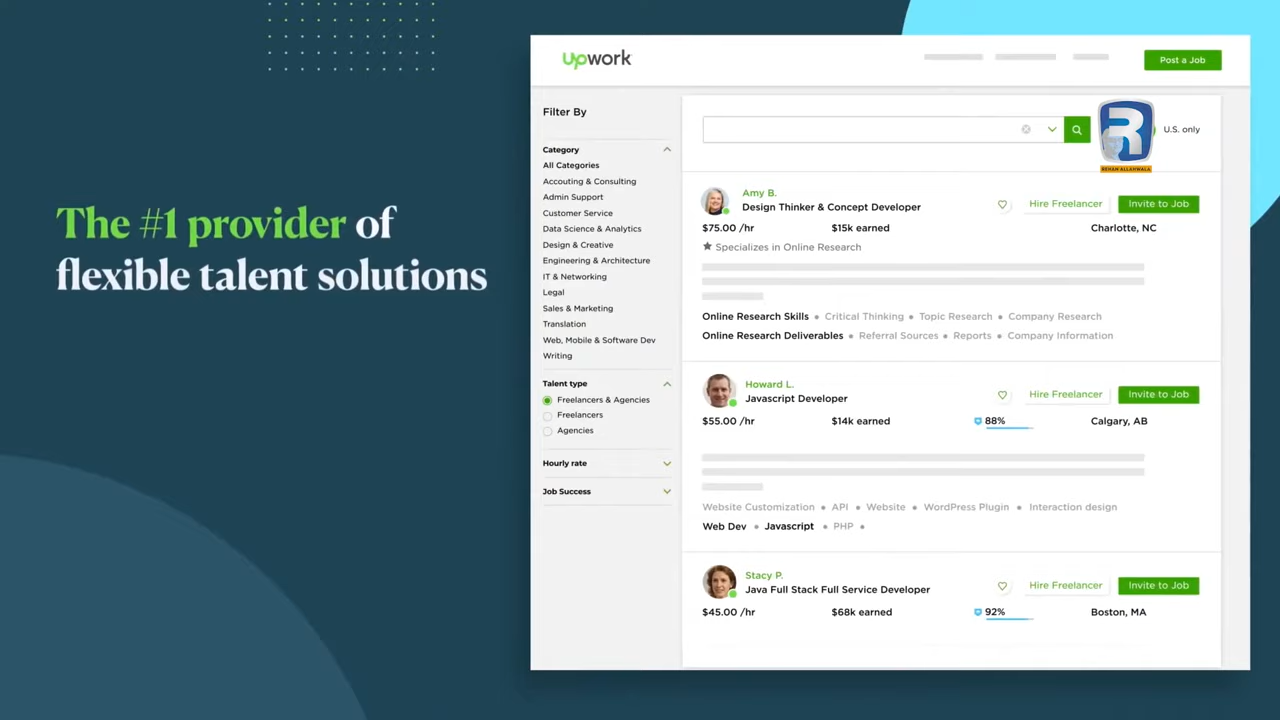 The #1 provider of
flexible talent solutions
upwork
Post a Job
Filter By
Category
All Categories
Accouting & Consulting
Admin Support
Customer Service
Data Science & Analytics
Design & Creative
Engineering & Architecture
IT & Networking
Legal
Sales & Marketing
Translation
Web, Mobile & Software Dev
Writing
Talent type
Freelancers & Agencies
Freelancers
Agencies
Hourly rate
Job Success
R
REHAN ALLAHWALA
U.S. only
Amy B.
Design Thinker & Concept Developer
Hire Freelancer
Invite to Job
$75.00 /hr
$15k earned
Charlotte, NC
Specializes in Online Research
Online Research Skills • Critical Thinking • Topic Research • Company Research
Online Research Deliverables • Referral Sources • Reports • Company Information
Howard L.
Javascript Developer
Hire Freelancer
Invite to Job
$55.00 /hr
$14k earned
88%
Calgary, AB
Website Customization • API • Website • WordPress Plugin • Interaction design
Web Dev • Javascript • PHP •
Stacy P.
Java Full Stack Full Service Developer
Hire Freelancer
Invite to Job
$45.00 /hr
$68k earned
92%
Boston, MA